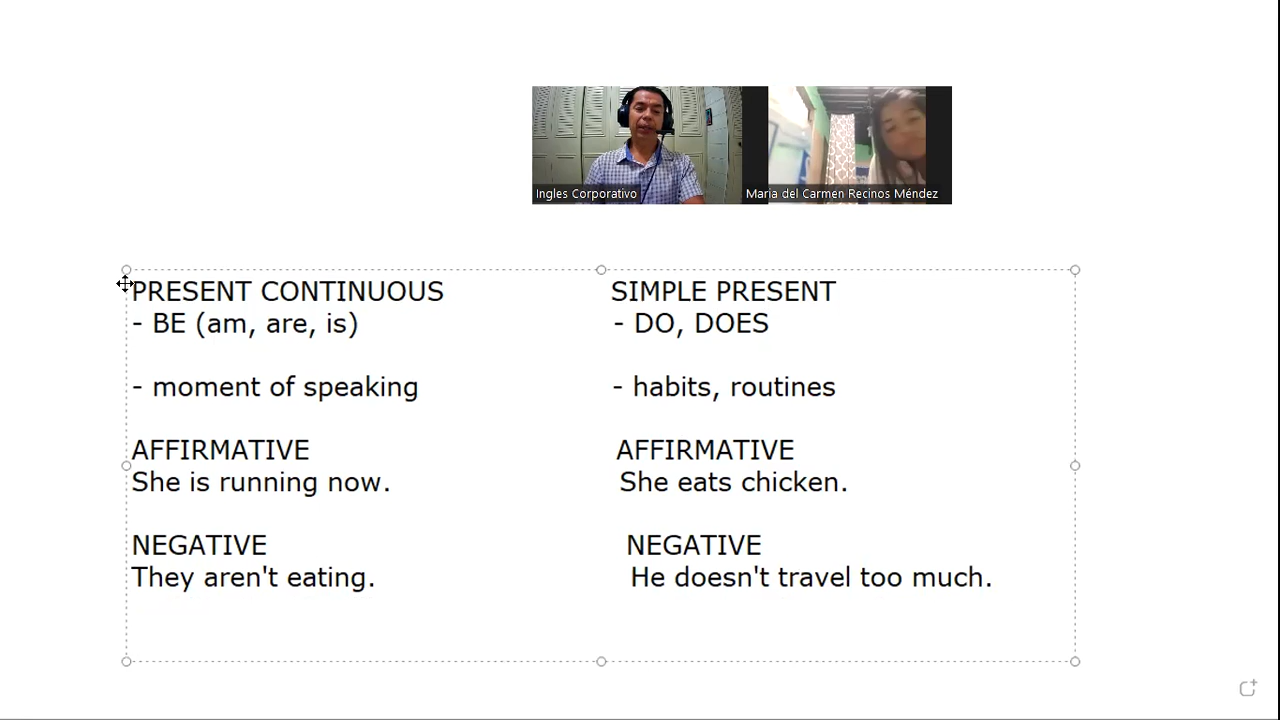 Ingles Corporativo
Maria del Carmen Recinos Méndez
PRESENT CONTINUOUS
- BE (am, are, is)
- moment of speaking
AFFIRMATIVE
She is running now.
NEGATIVE
They aren't eating.
SIMPLE PRESENT
- DO, DOES
- habits, routines
AFFIRMATIVE
She eats chicken.
NEGATIVE
He doesn't travel too much.